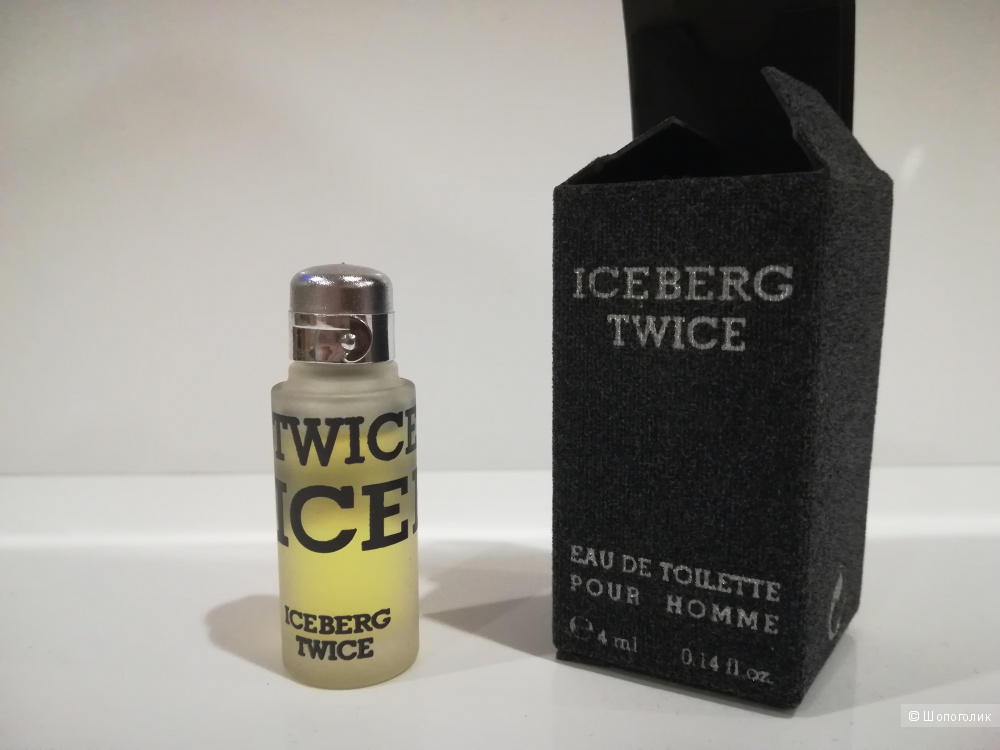 TWICE
ICE
ICEBERG
TWICE
ICEBERG
TWICE
EAU DE TOILETTE
POUR HOMME
℮ 4 ml 0.14 fl.oz.
© Шопоголик